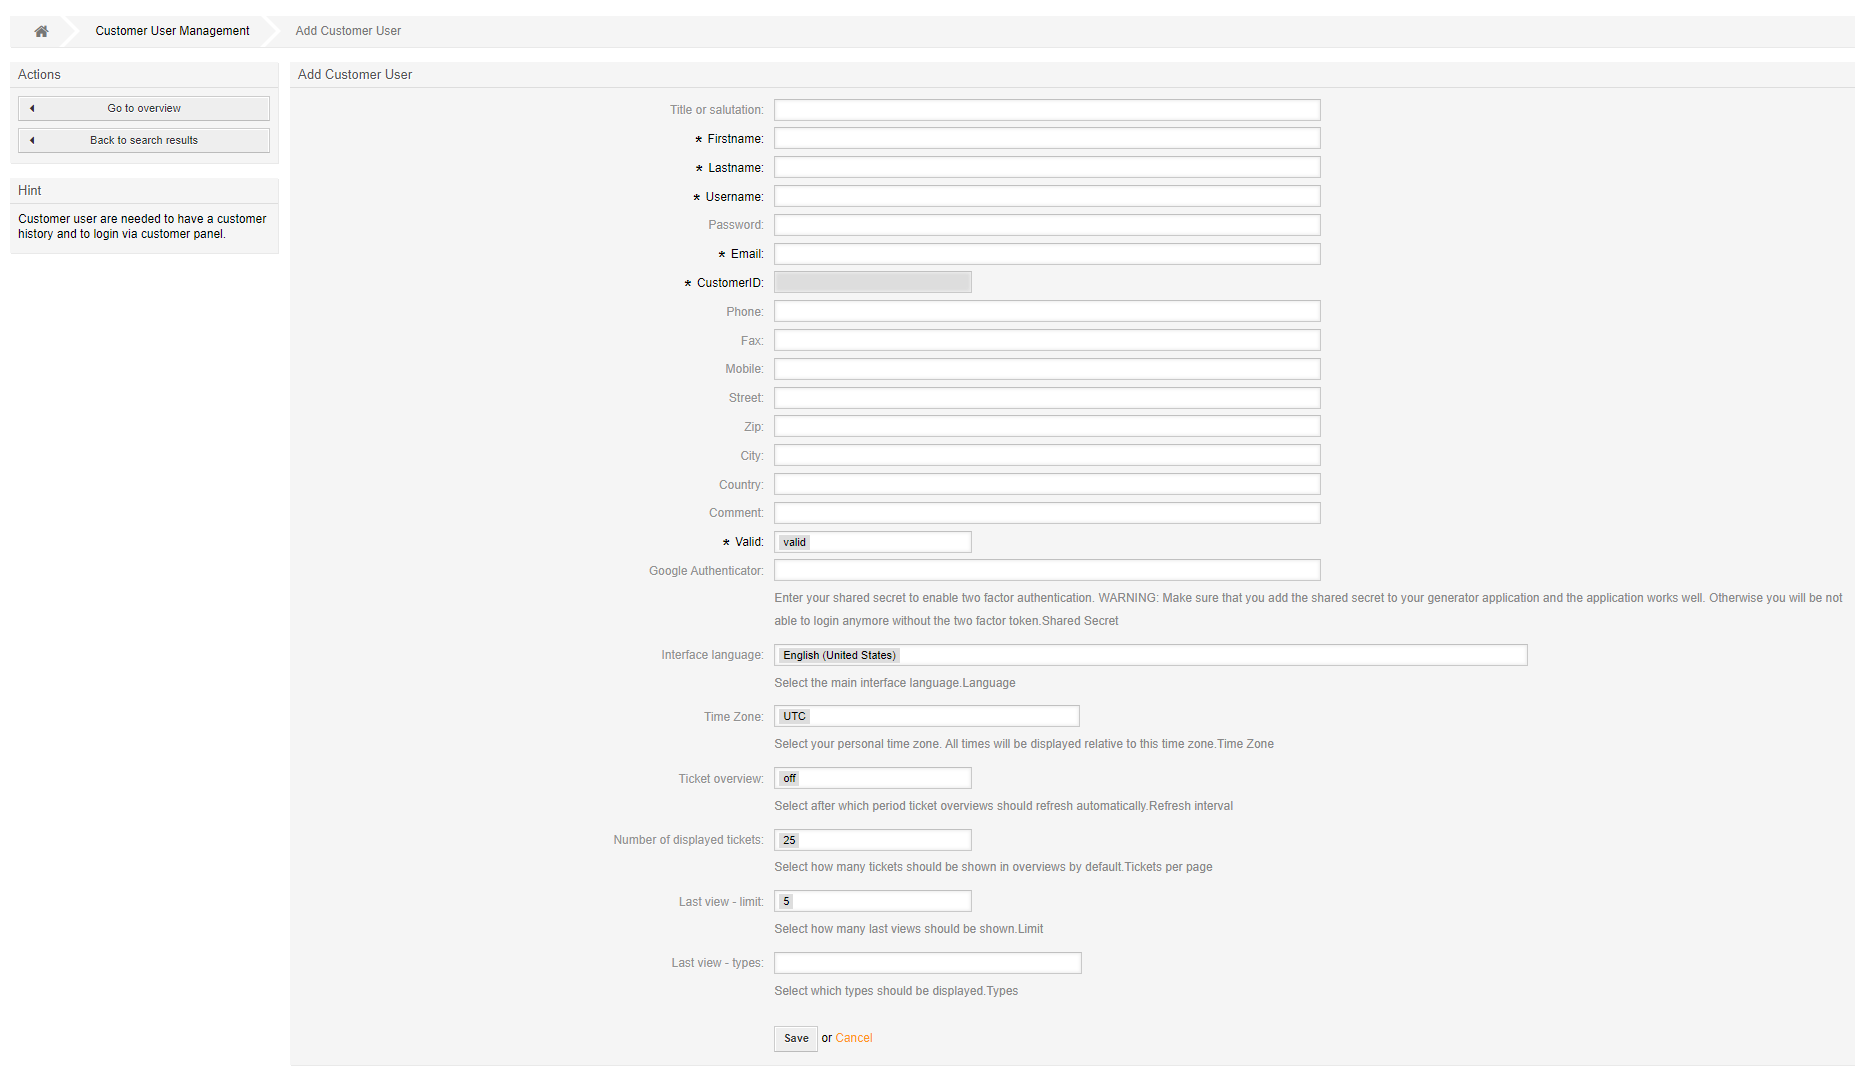 Customer User Management
Add Customer User
Actions
Go to overview
Back to search results
Hint
Customer user are needed to have a customer
history and to login via customer panel.
Add Customer User
Title or salutation:
* Firstname:
* Lastname:
* Username:
Password:
* Email:
* CustomerID:
Phone:
Fax:
Mobile:
Street:
Zip:
City:
Country:
Comment:
* Valid: valid
Google Authenticator:
Enter your shared secret to enable two factor authentication. WARNING: Make sure that you add the shared secret to your generator application and the application works well. Otherwise you will be not
able to login anymore without the two factor token.Shared Secret
Interface language: English (United States)
Select the main interface language.Language
Time Zone: UTC
Select your personal time zone. All times will be displayed relative to this time zone.Time Zone
Ticket overview: off
Select after which period ticket overviews should refresh automatically.Refresh interval
Number of displayed tickets: 25
Select how many tickets should be shown in overviews by default.Tickets per page
Last view - limit: 5
Select how many last views should be shown.Limit
Last view - types:
Select which types should be displayed.Types
Save or Cancel